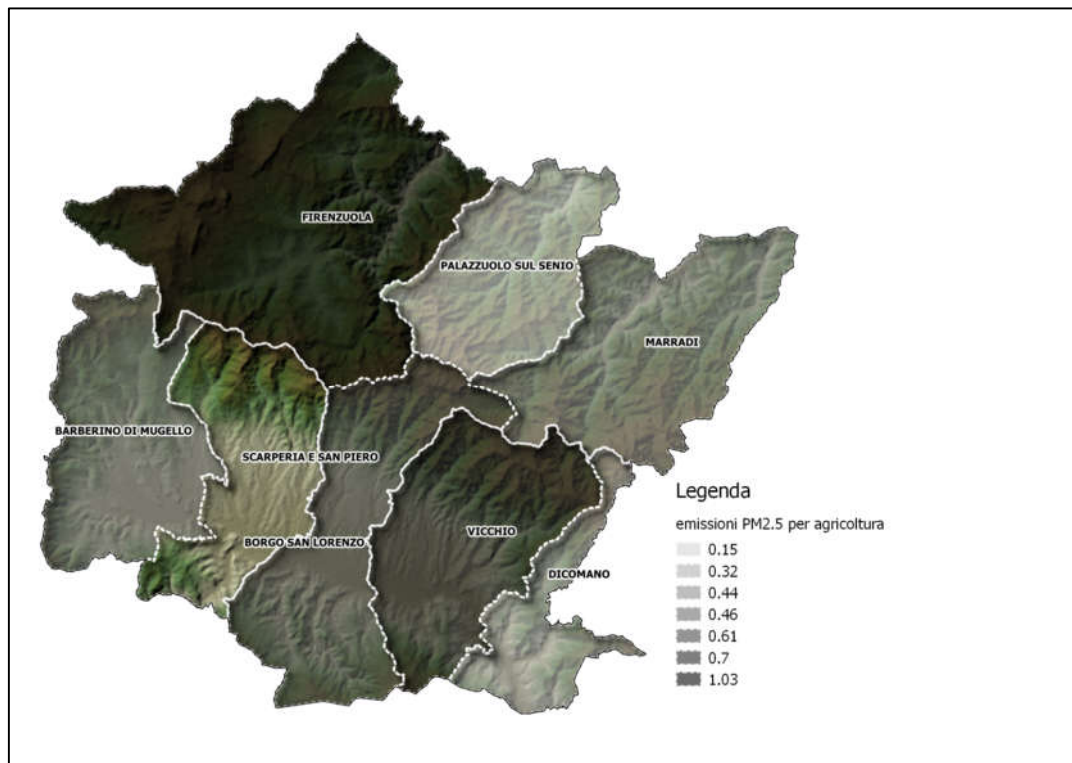 FIRENZUOLA
PALAZZUOLO SUL SENIO
MARRADI
BARBERINO DI MUGELLO
SCARPERIA E SAN PIERO
VICCHIO
BORGO SAN LORENZO
DICOMANO
Legenda
emissioni PM2.5 per agricoltura
0.15
0.32
0.44
0.46
0.61
0.7
1.03